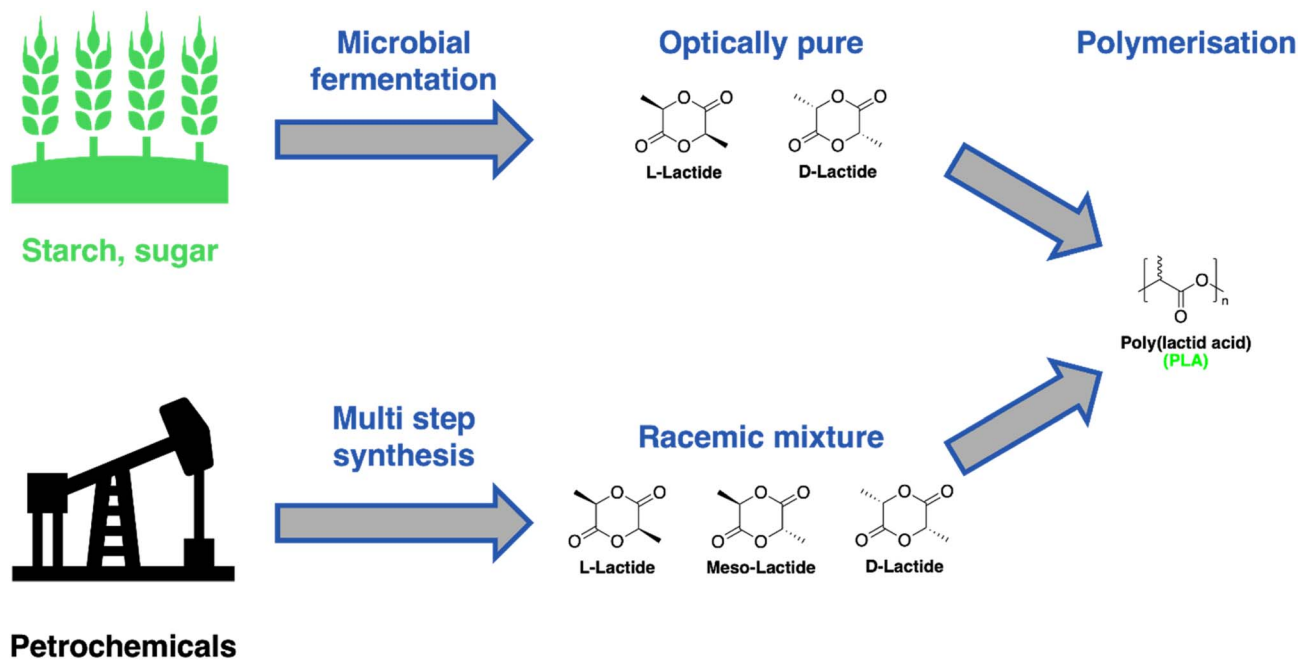 Microbial
fermentation
Optically pure
Polymerisation
O
O
O
O
L-Lactide
O
O
O
O
D-Lactide
Starch, sugar
O
O
n
Poly(lactid acid)
(PLA)
Multi step
synthesis
Racemic mixture
O
O
O
O
L-Lactide
O
O
O
O
Meso-Lactide
O
O
O
O
D-Lactide
Petrochemicals